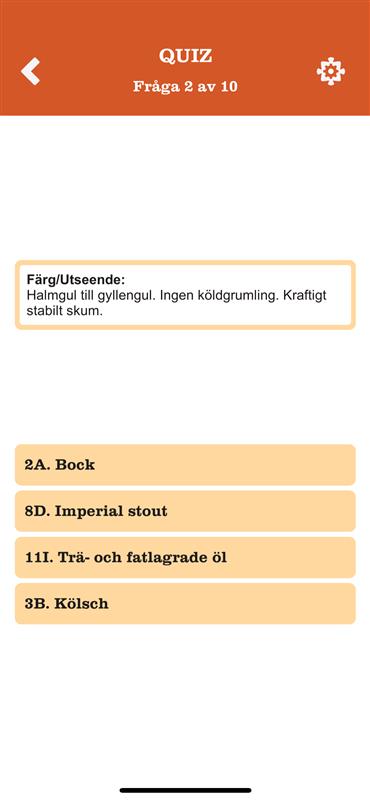 QUIZ
Fråga 2 av 10
Färg/Utseende:
Halmgul till gyllengul. Ingen köldgrumling. Kraftigt
stabilt skum.
2A. Bock
8D. Imperial stout
11I. Trä- och fatlagrade öl
3B. Kölsch